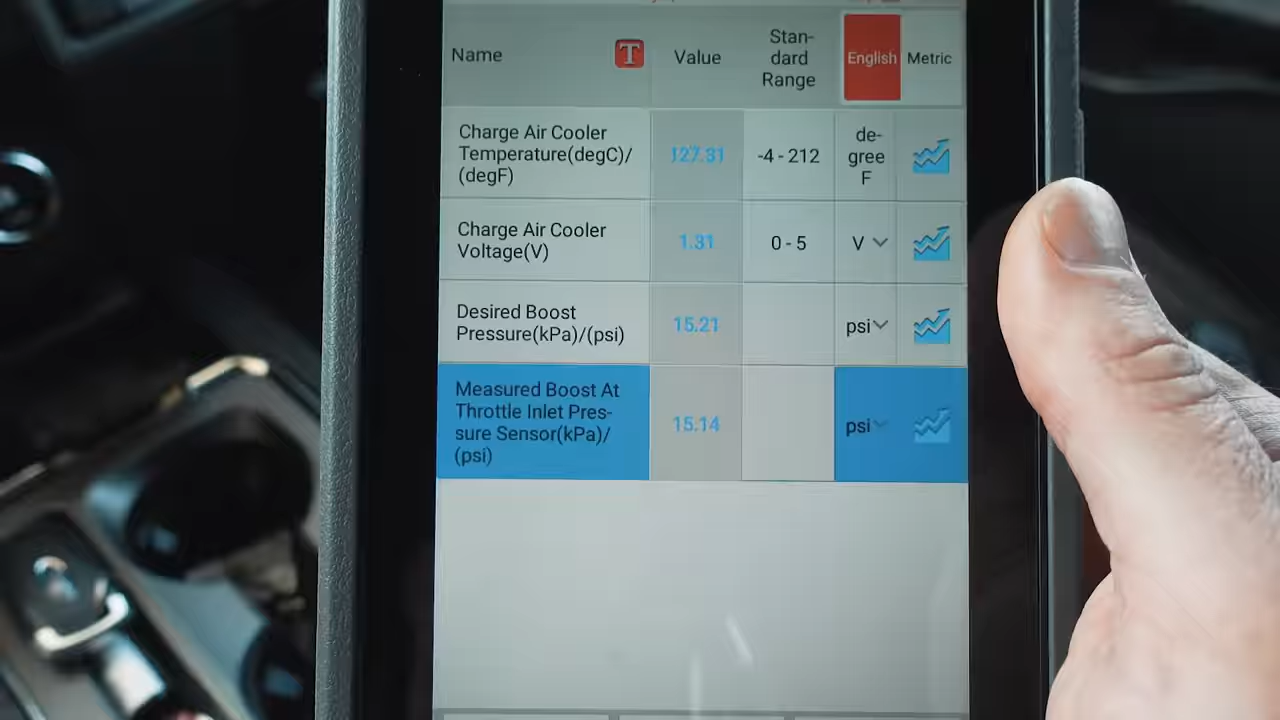 Name T Value Stan-
dard
Range English Metric
Charge Air Cooler
Temperature(degC)/
(degF) 127.31 -4 - 212 de-
gree
F
Charge Air Cooler
Voltage(V) 1.31 0 - 5 V
Desired Boost
Pressure(kPa)/(psi) 15.21 psi
Measured Boost At
Throttle Inlet Pres-
sure Sensor(kPa)/
(psi) 15.14 psi